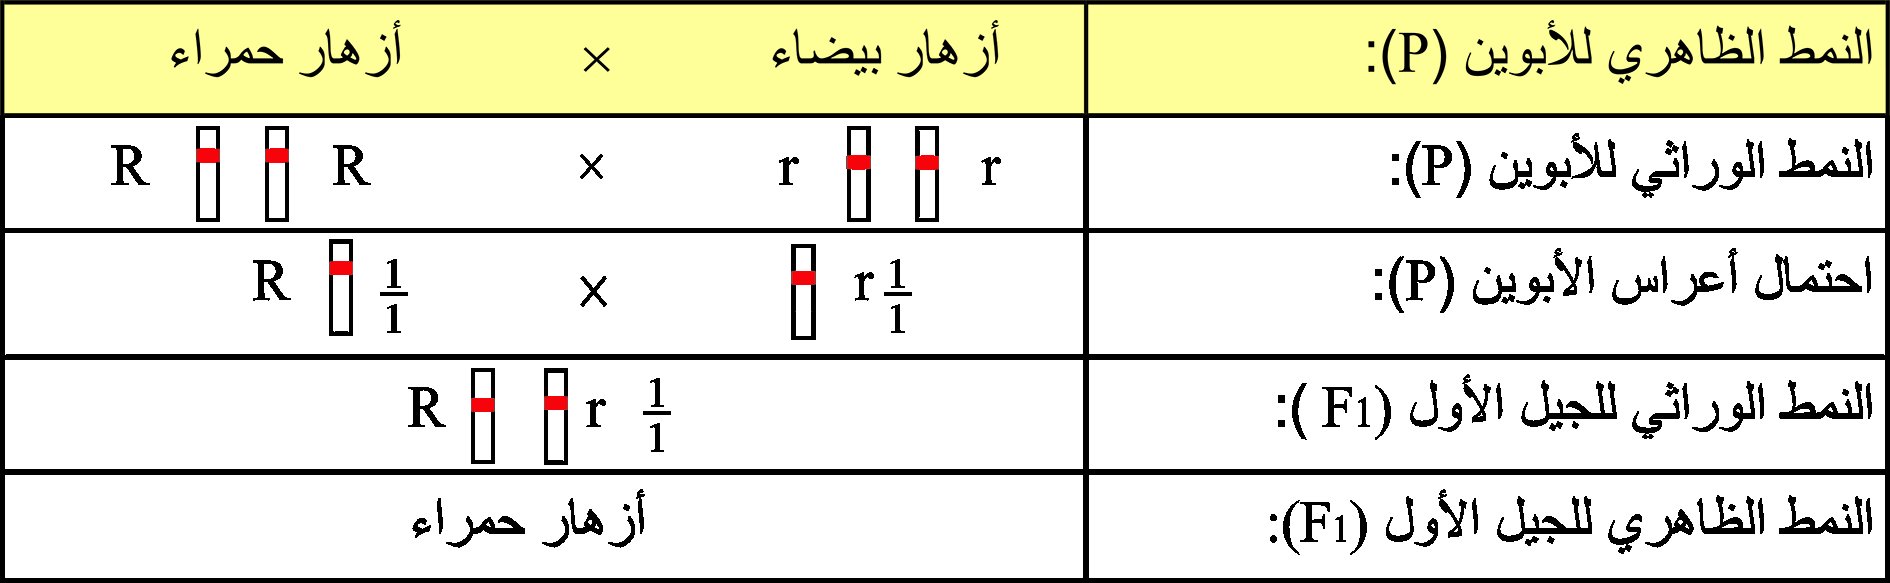 النمط الظاهري للأبوين (P): أزهار بيضاء × أزهار حمراء
النمط الوراثي للأبوين (P): r r × R R
احتمال أعراس الأبوين (P): r 1/1 × R 1/1
النمط الوراثي للجيل الأول (F1 ): R r 1/1
النمط الظاهري للجيل الأول (F1): أزهار حمراء